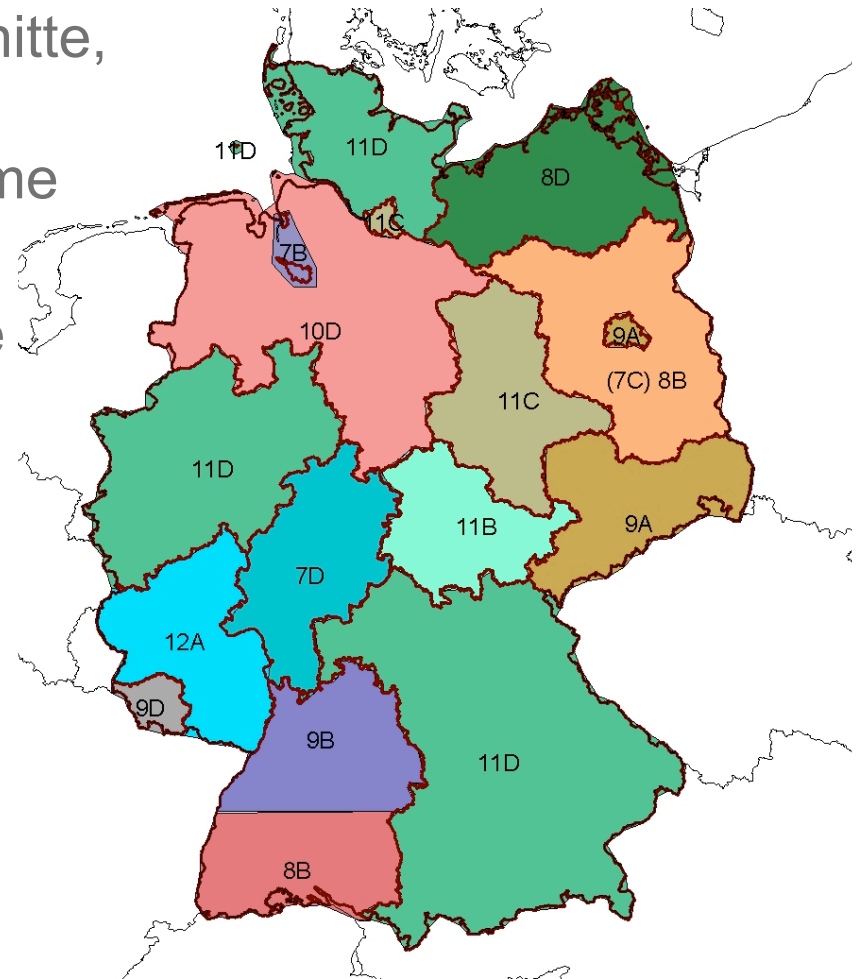 nitte,
me
e
11D
11D
8D
11C
7B
10D
9A
(7C) 8B
11C
11D
11B
9A
7D
12A
9D
9B
11D
8B